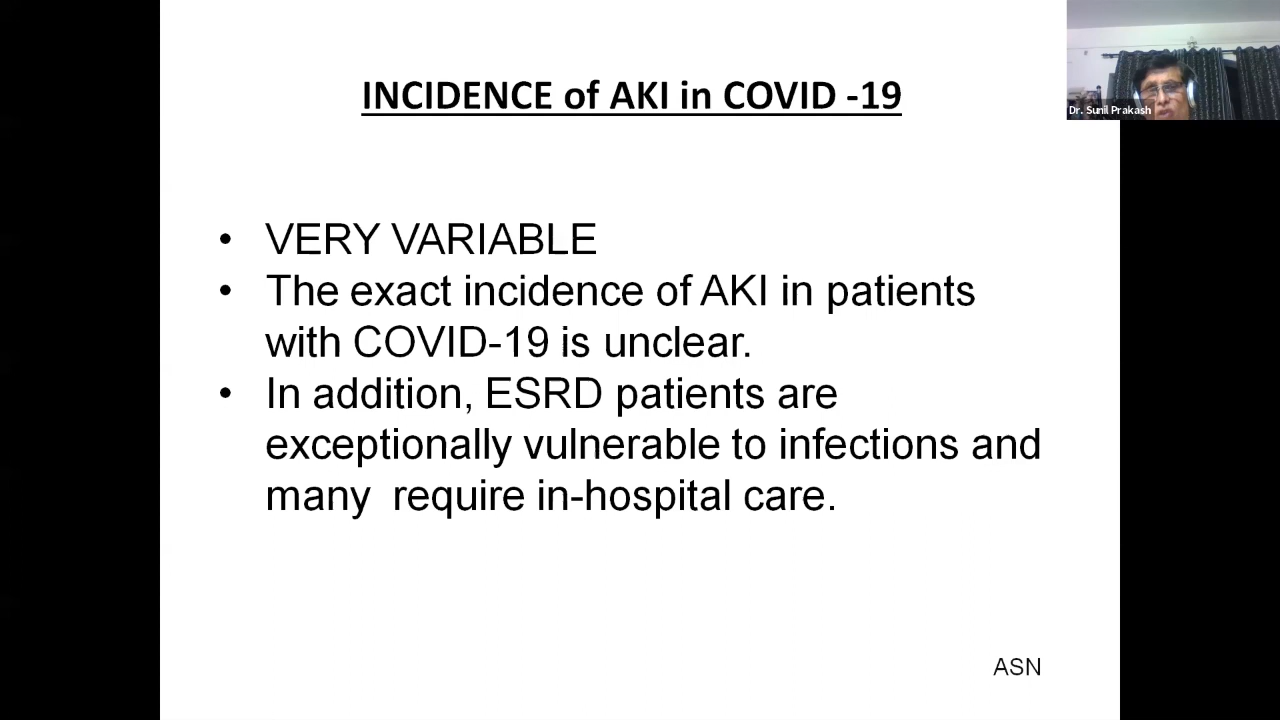 INCIDENCE of AKI in COVID -19
Dr. Sunil Prakash
• VERY VARIABLE
• The exact incidence of AKI in patients
with COVID-19 is unclear.
• In addition, ESRD patients are
exceptionally vulnerable to infections and
many  require in-hospital care.
ASN